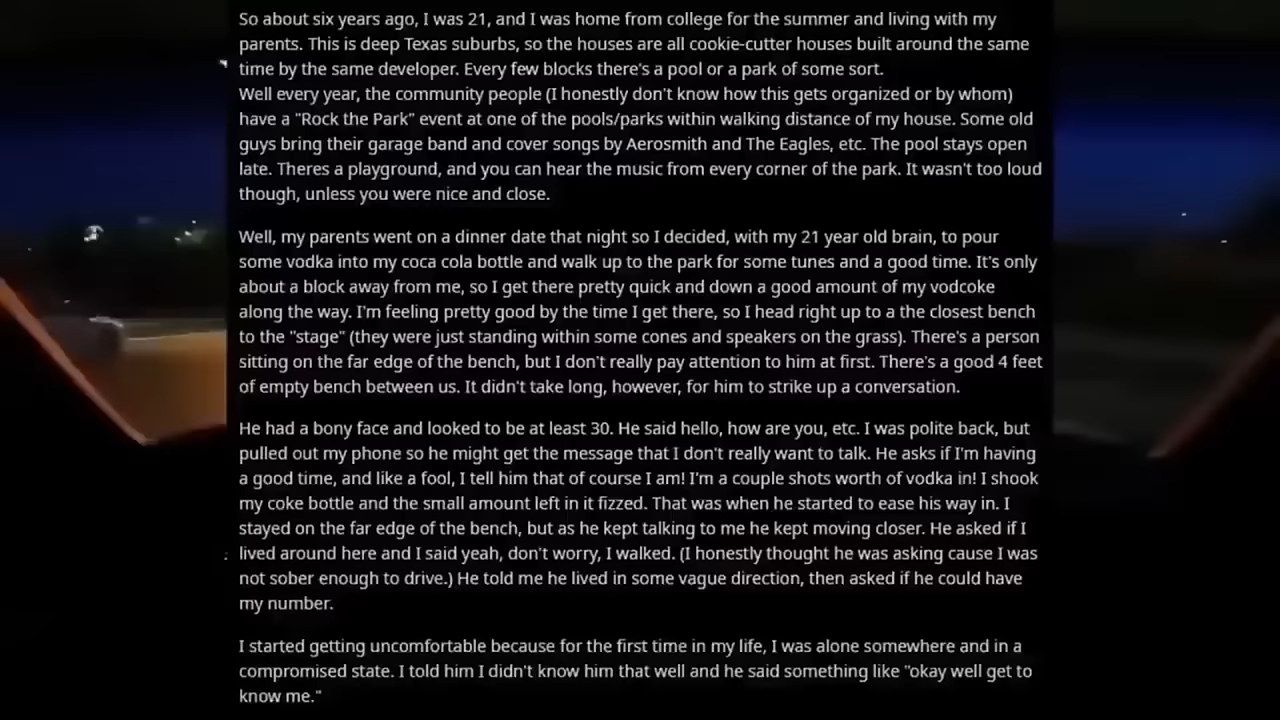 So about six years ago, I was 21, and I was home from college for the summer and living with my
parents. This is deep Texas suburbs, so the houses are all cookie-cutter houses built around the same
time by the same developer. Every few blocks there's a pool or a park of some sort.
Well every year, the community people (I honestly don't know how this gets organized or by whom)
have a "Rock the Park" event at one of the pools/parks within walking distance of my house. Some old
guys bring their garage band and cover songs by Aerosmith and The Eagles, etc. The pool stays open
late. Theres a playground, and you can hear the music from every corner of the park. It wasn't too loud
though, unless you were nice and close.
Well, my parents went on a dinner date that night so I decided, with my 21 year old brain, to pour
some vodka into my coca cola bottle and walk up to the park for some tunes and a good time. It's only
about a block away from me, so I get there pretty quick and down a good amount of my vodcoke
along the way. I'm feeling pretty good by the time I get there, so I head right up to a the closest bench
to the "stage" (they were just standing within some cones and speakers on the grass). There's a person
sitting on the far edge of the bench, but I don't really pay attention to him at first. There's a good 4 feet
of empty bench between us. It didn't take long, however, for him to strike up a conversation.
He had a bony face and looked to be at least 30. He said hello, how are you, etc. I was polite back, but
pulled out my phone so he might get the message that I don't really want to talk. He asks if I'm having
a good time, and like a fool, I tell him that of course I am! I'm a couple shots worth of vodka in! I shook
my coke bottle and the small amount left in it fizzed. That was when he started to ease his way in. I
stayed on the far edge of the bench, but as he kept talking to me he kept moving closer. He asked if I
lived around here and I said yeah, don't worry, I walked. (I honestly thought he was asking cause I was
not sober enough to drive.) He told me he lived in some vague direction, then asked if he could have
my number.
I started getting uncomfortable because for the first time in my life, I was alone somewhere and in a
compromised state. I told him I didn't know him that well and he said something like "okay well get to
know me."